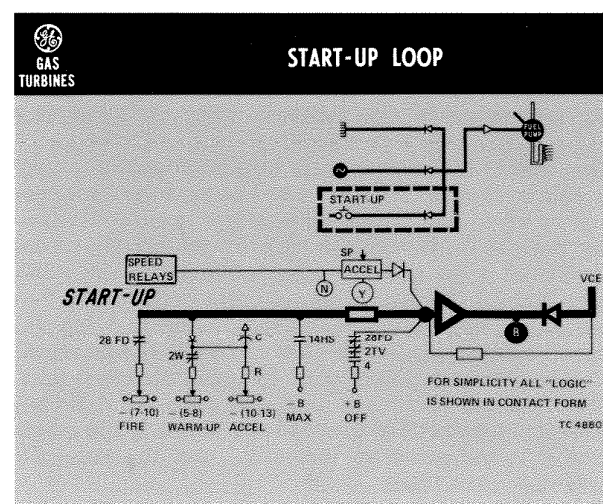 GAS
TURBINES
START-UP LOOP
FUEL
PUMP
START-UP
SPEED
RELAYS
SP
ACCEL
VCE
N
Y
START-UP
B
28 FD
2W
C
R
14HS
28FD
2TV
4
FOR SIMPLICITY ALL "LOGIC"
IS SHOWN IN CONTACT FORM
TC 4880
– (7-10)
FIRE
– (5-8)
WARM-UP
– (10-13)
ACCEL
– B
MAX
+ B
OFF